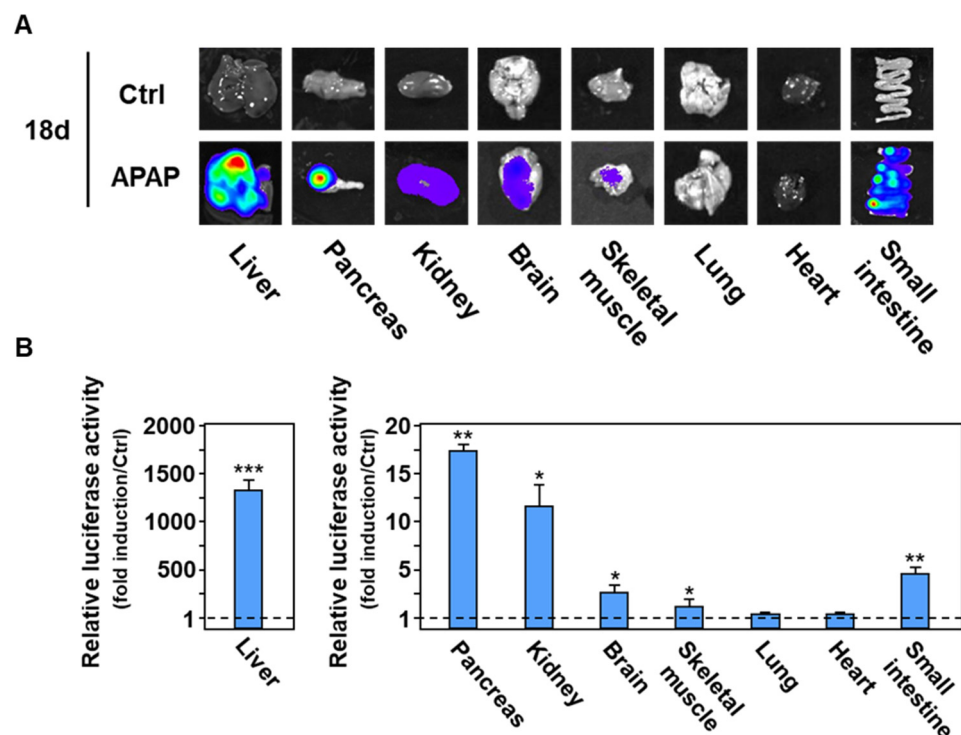 A
18d
Ctrl
APAP
Liver
Pancreas
Kidney
Brain
Skeletal
muscle
Lung
Heart
Small
intestine
B
Relative luciferase activity
(fold induction/Ctrl)
2000
1500
1000
500
1
***
Liver
Relative luciferase activity
(fold induction/Ctrl)
20
15
10
5
1
**
*
*
*
**
Pancreas
Kidney
Brain
Skeletal
muscle
Lung
Heart
Small
intestine